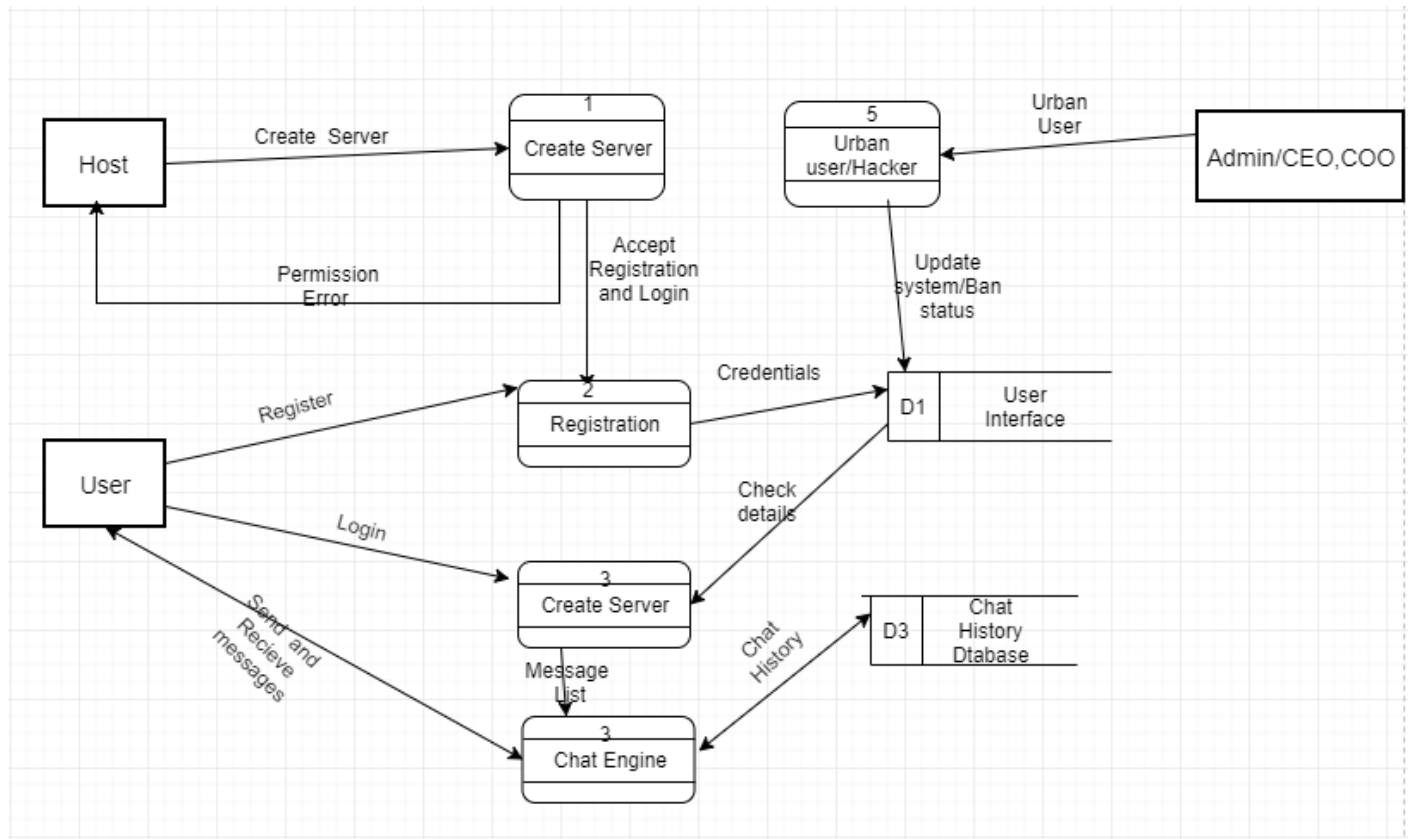 1
Create Server
Host
Create Server
5
Urban
user/Hacker
Urban
User
Admin/CEO,COO
Permission
Error
Accept
Registration
and Login
Update
system/Ban
status
Register
2
Registration
Credentials
D1
User
Interface
User
Login
Check
details
3
Create Server
Send and
Recieve
messages
Message
List
Chat
History
D3
Chat
History
Dtabase
3
Chat Engine